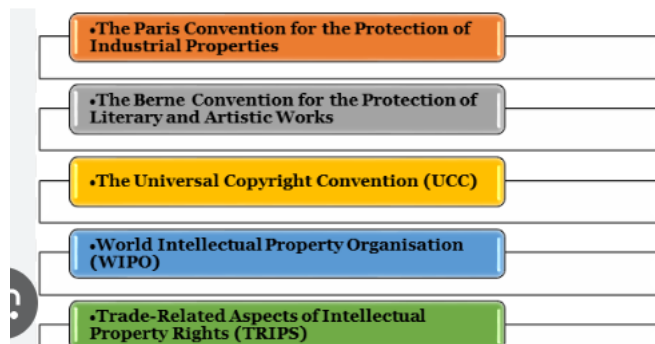 •The Paris Convention for the Protection of
Industrial Properties
•The Berne Convention for the Protection of
Literary and Artistic Works
•The Universal Copyright Convention (UCC)
•World Intellectual Property Organisation
(WIPO)
•Trade-Related Aspects of Intellectual
Property Rights (TRIPS)